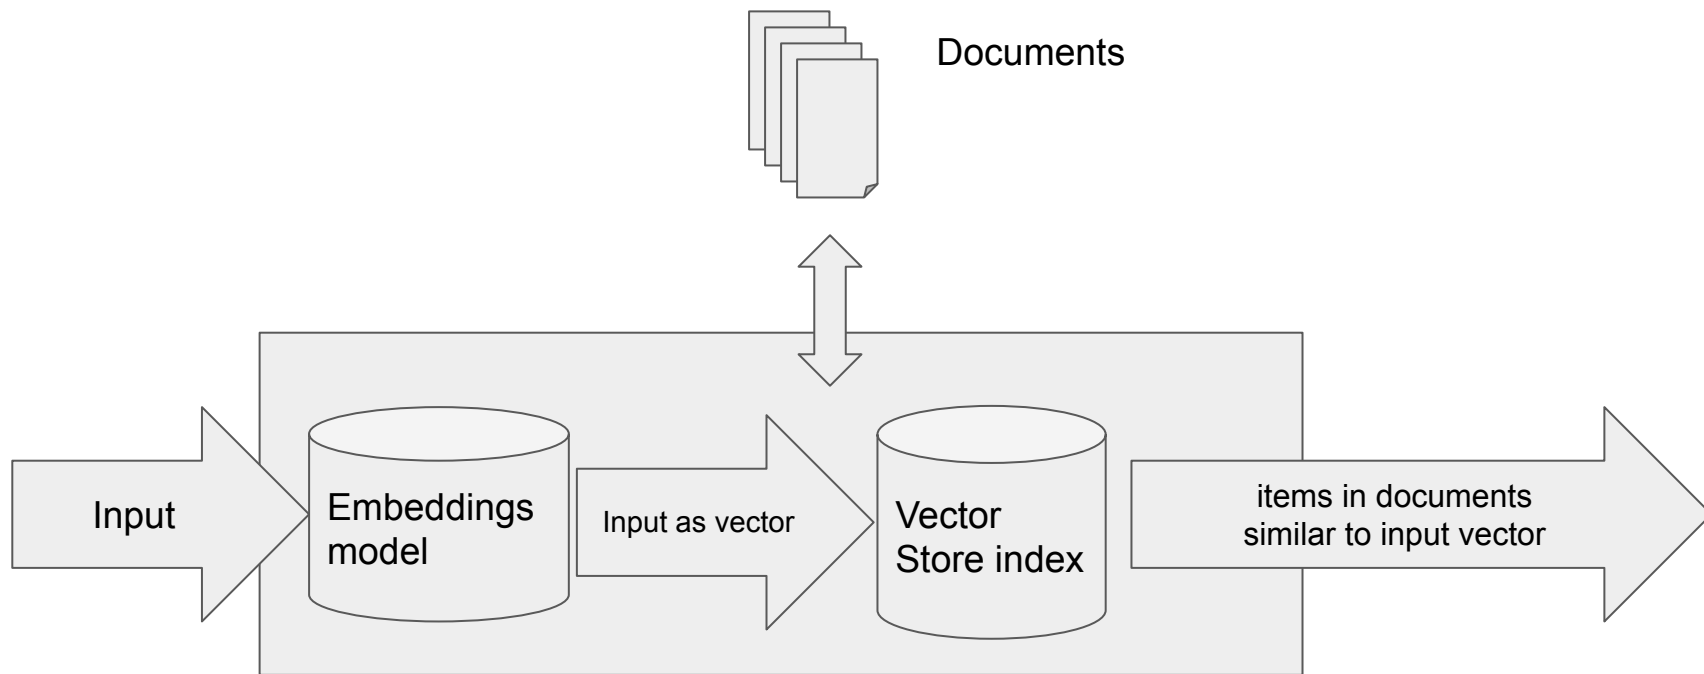 Documents
Input
Embeddings
model
Input as vector
Vector
Store index
items in documents
similar to input vector